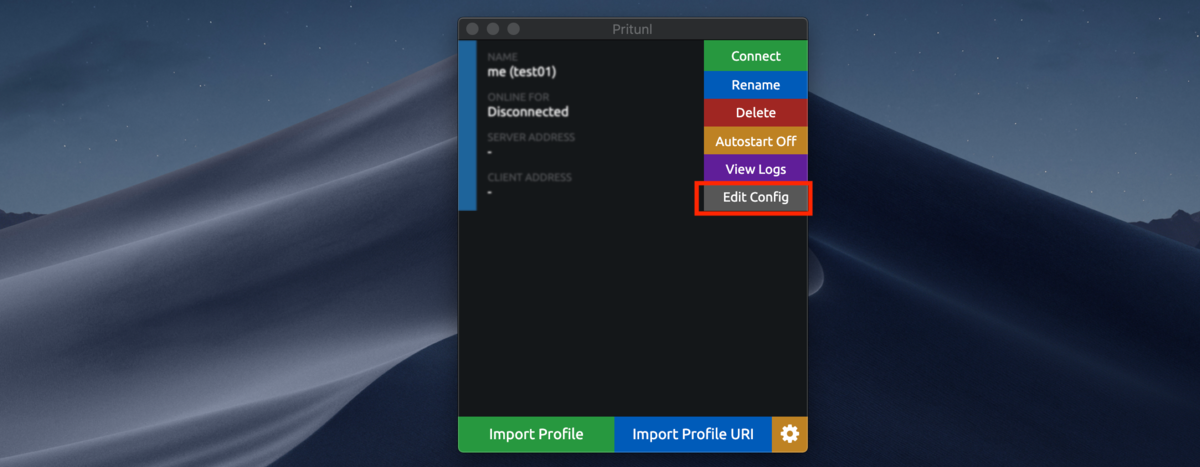 Pritunl
NAME
me (test01)
ONLINE FOR
Disconnected
SERVER ADDRESS
-
CLIENT ADDRESS
-
Connect
Rename
Delete
Autostart Off
View Logs
Edit Config
Import Profile
Import Profile URI